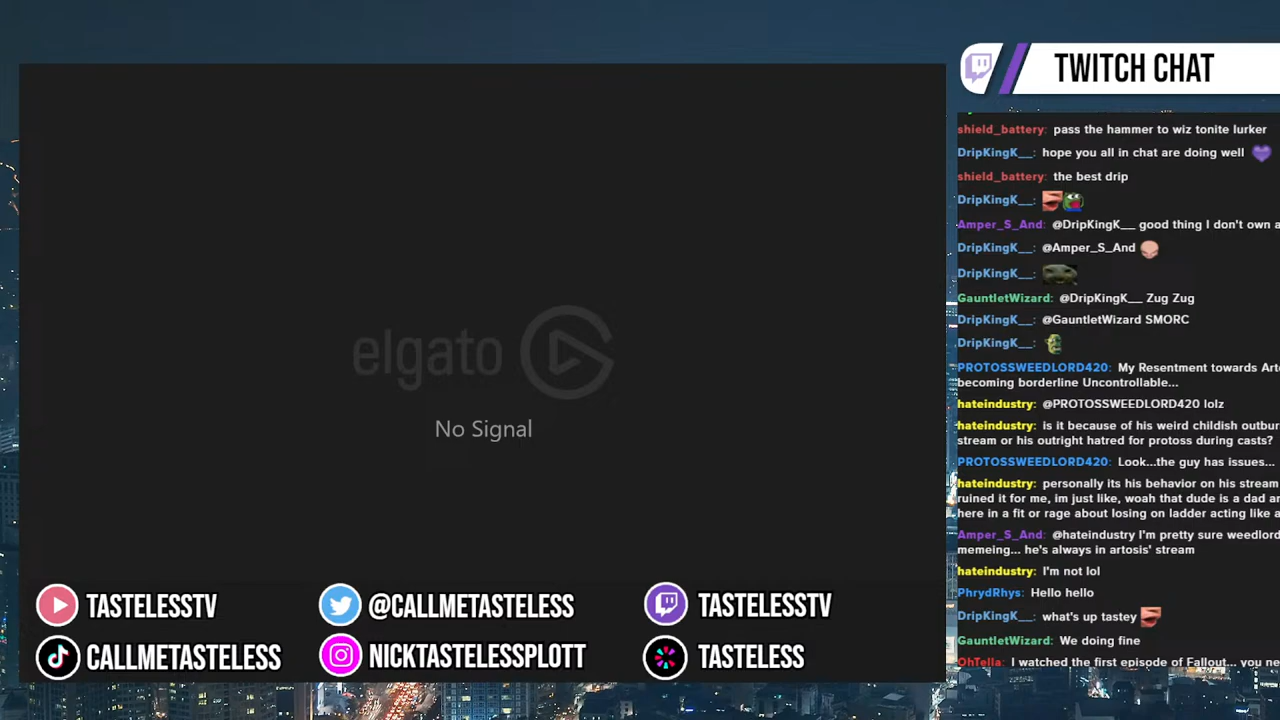 TWITCH CHAT
shield_battery: pass the hammer to wiz tonite lurker
DripKingK__: hope you all in chat are doing well
shield_battery: the best drip
DripKingK__:
Amper_S_And: @DripKingK__ good thing I don't own a
DripKingK__: @Amper_S_And
DripKingK__:
GauntletWizard: @DripKingK__ Zug Zug
DripKingK__: @GauntletWizard SMORC
DripKingK__:
PROTOSSWEEDLORD420: My Resentment towards Art
becoming borderline Uncontrollable...
hateindustry: @PROTOSSWEEDLORD420 lolz
hateindustry: is it because of his weird childish outbur
stream or his outright hatred for protoss during casts?
PROTOSSWEEDLORD420: Look...the guy has issues...
hateindustry: personally its his behavior on his stream
ruined it for me, im just like, woah that dude is a dad an
here in a fit or rage about losing on ladder acting like a
Amper_S_And: @hateindustry I'm pretty sure weedlord
memeing... he's always in artosis' stream
hateindustry: I'm not lol
PhrydRhys: Hello hello
DripKingK__: what's up tastey
GauntletWizard: We doing fine
OhTella: I watched the first episode of Fallout... you ne
elgato
No Signal
TASTELESSTV
@CALLMETASTELESS
TASTELESSTV
CALLMETASTELESS
NICKTASTELESSPLOTT
TASTELESS